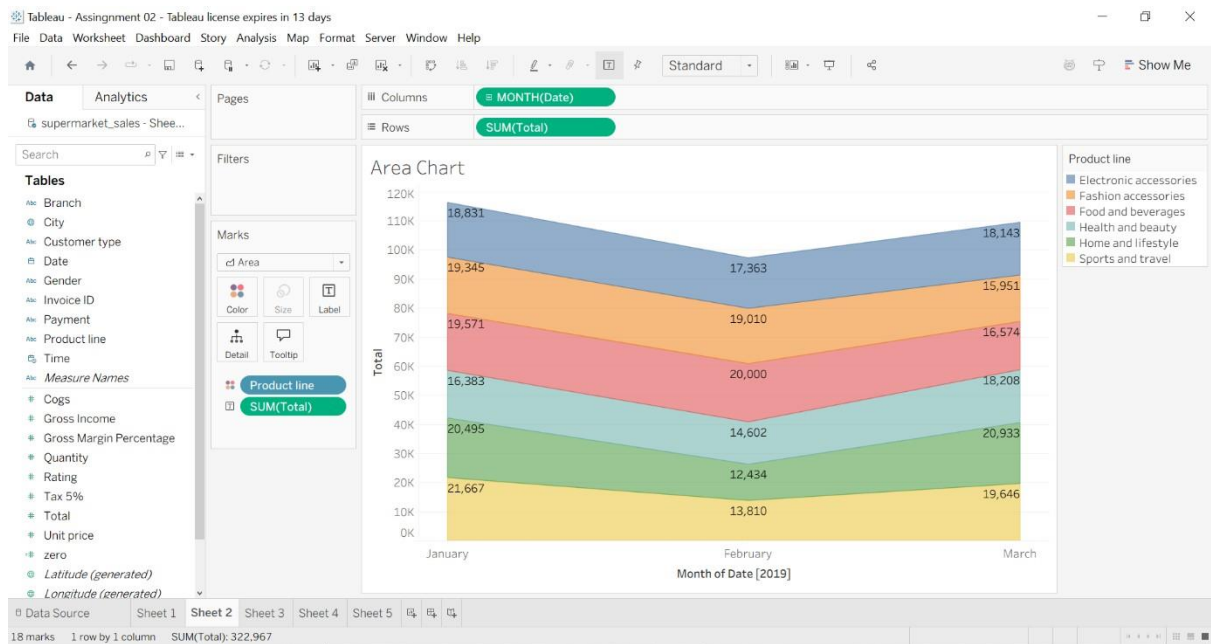 Tableau - Assingnment 02 - Tableau license expires in 13 days
File Data Worksheet Dashboard Story Analysis Map Format Server Window Help
Standard
Show Me
Data Analytics
supermarket_sales - Shee...
Search
Tables
Abc Branch
City
Abc Customer type
Date
Abc Gender
Abc Invoice ID
Abc Payment
Abc Product line
Time
Abc Measure Names
# Cogs
# Gross Income
# Gross Margin Percentage
# Quantity
# Rating
# Tax 5%
# Total
# Unit price
zero
Latitude (generated)
Longitude (generated)
Pages
Filters
Marks
Area
Color Size Label
Detail Tooltip
Product line
SUM(Total)
Columns MONTH(Date)
Rows SUM(Total)
Area Chart
120K
110K
100K
90K
80K
70K
60K
50K
40K
30K
20K
10K
0K
Total
18,831
17,363
18,143
19,345
19,010
15,951
19,571
20,000
16,574
16,383
14,602
18,208
20,495
12,434
20,933
21,667
13,810
19,646
January February March
Month of Date [2019]
Product line
Electronic accessories
Fashion accessories
Food and beverages
Health and beauty
Home and lifestyle
Sports and travel
Data Source Sheet 1 Sheet 2 Sheet 3 Sheet 4 Sheet 5
18 marks 1 row by 1 column SUM(Total): 322,967